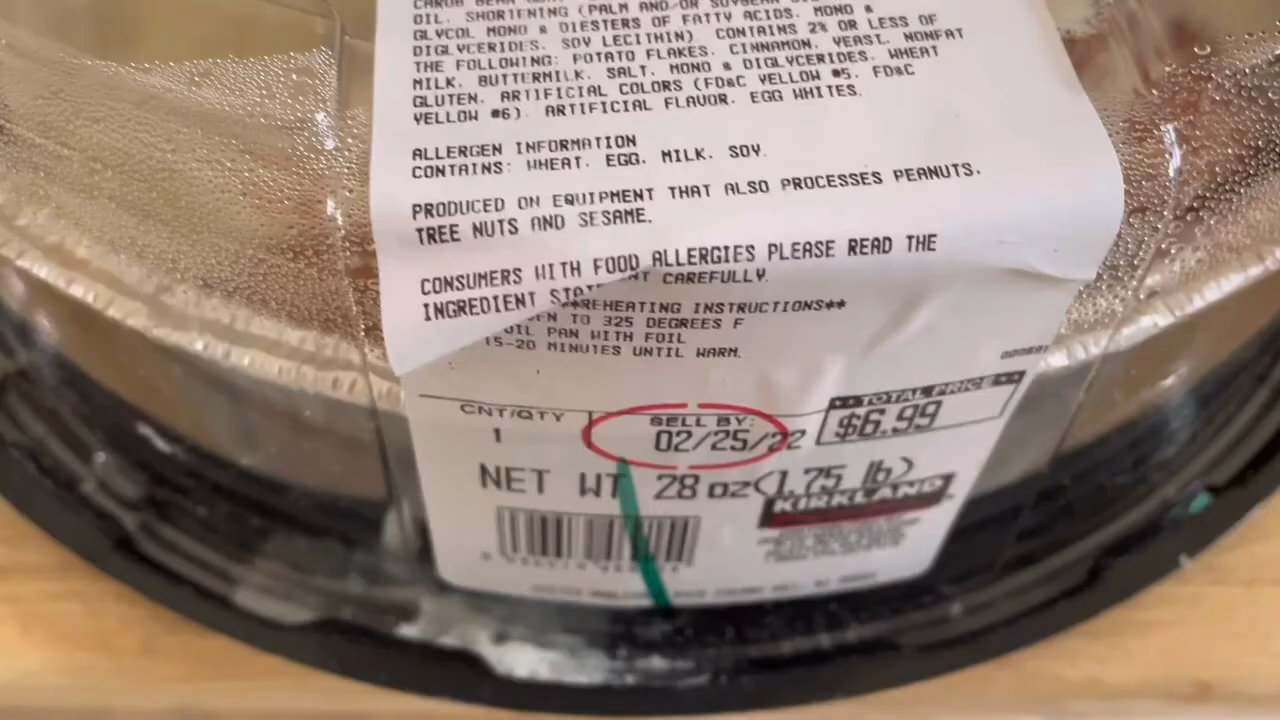 OIL. SHORTENING (PALM AND/OR SOYBEAN
GLYCOL MONO & DIESTERS OF FATTY ACIDS. MONO &
DIGLYCERIDES. SOY LECITHIN) CONTAINS 2% OR LESS OF
THE FOLLOWING: POTATO FLAKES. CINNAMON. YEAST. NONFAT
MILK. BUTTERMILK. SALT. MONO & DIGLYCERIDES. WHEAT
GLUTEN. ARTIFICIAL COLORS (FD&C YELLOW #5. FD&C
YELLOW #6). ARTIFICIAL FLAVOR. EGG WHITES.
ALLERGEN INFORMATION
CONTAINS: WHEAT. EGG. MILK. SOY.
PRODUCED ON EQUIPMENT THAT ALSO PROCESSES PEANUTS.
TREE NUTS AND SESAME.
CONSUMERS WITH FOOD ALLERGIES PLEASE READ THE
INGREDIENT CAREFULLY.
**REHEATING INSTRUCTIONS**
TO 325 DEGREES F
PAN WITH FOIL
15-20 MINUTES UNTIL WARM.
CNT/QTY
1
SELL BY:
02/25/22
TOTAL PRICE
$6.99
NET WT 28 oz(1.75 lb)
KIRKLAND